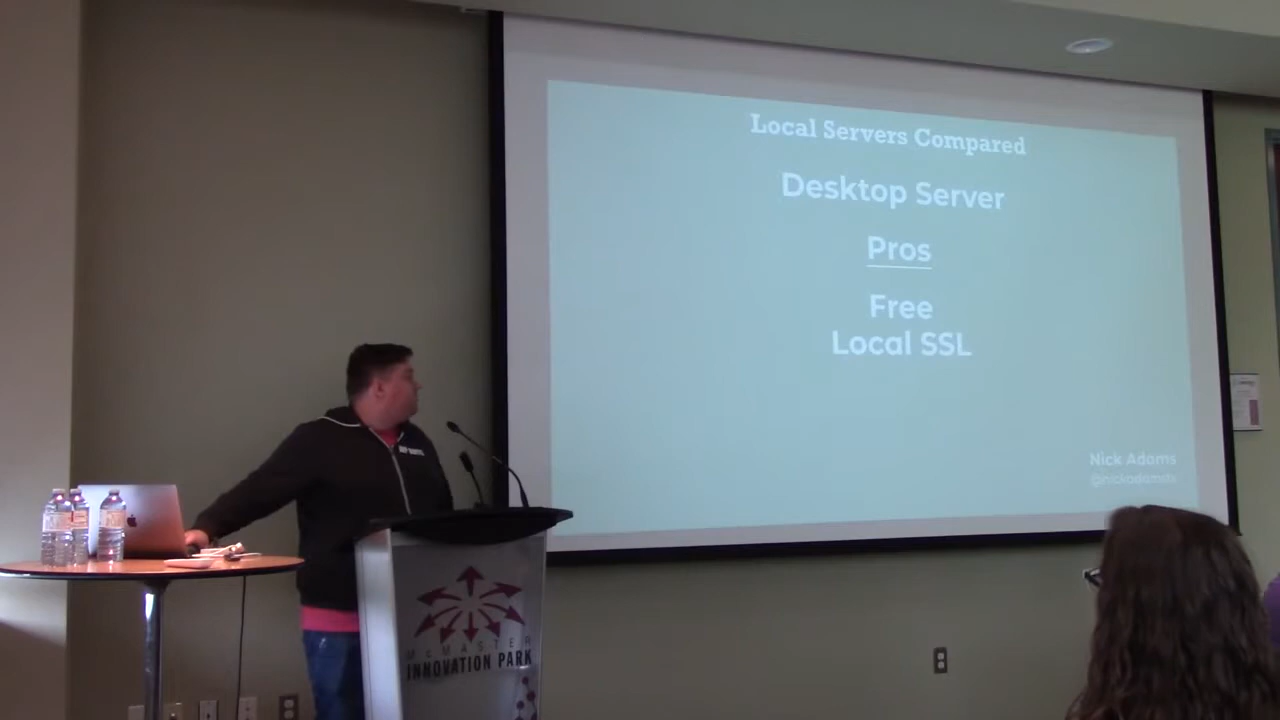 Local Servers Compared
Desktop Server
Pros
Free
Local SSL
Nick Adams
McMASTER
INNOVATION PARK